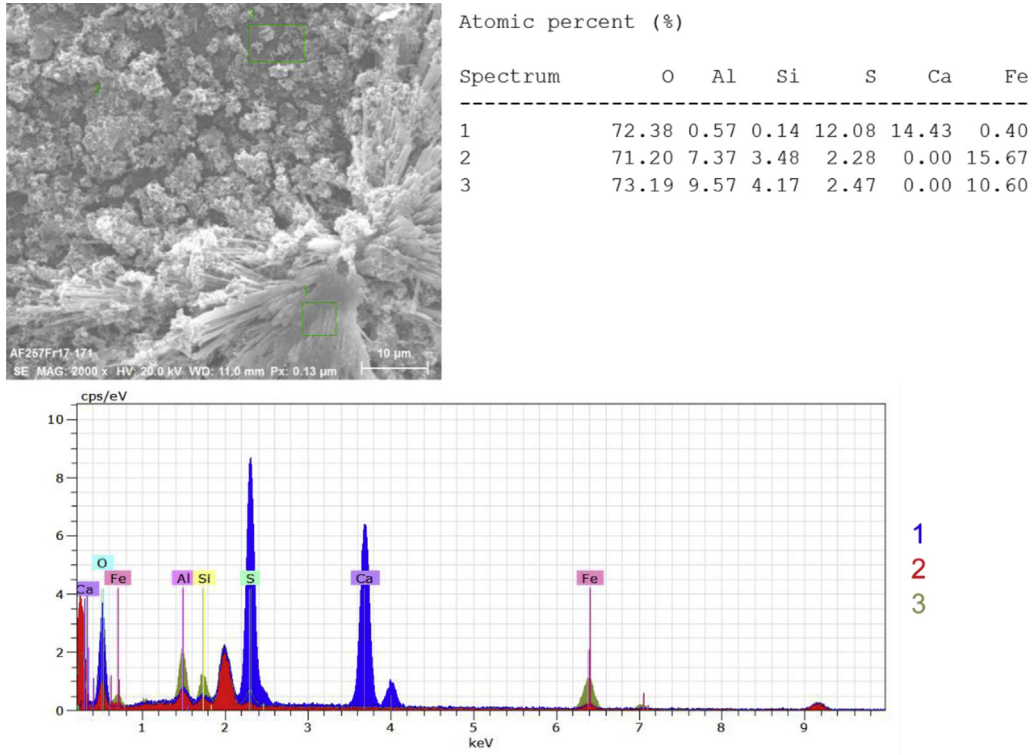 Atomic percent (%)
Spectrum O Al Si S Ca Fe
1 72.38 0.57 0.14 12.08 14.43 0.40
2 71.20 7.37 3.48 2.28 0.00 15.67
3 73.19 9.57 4.17 2.47 0.00 10.60
AF257Fr17-171
10 µm
SE MAG: 2000 x HV: 20.0 kV WD: 11.0 mm Px: 0.13 µm
cps/eV
10
8
6
4
2
0
O
Ca Fe Al Si S Ca Fe
1 2 3 4 5 6 7 8 9
keV
1
2
3